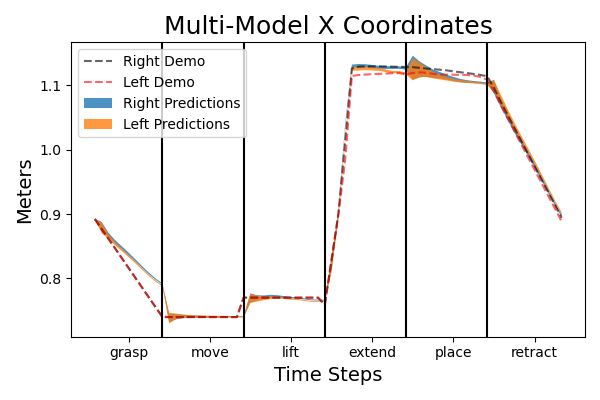 Multi-Model X Coordinates
Right Demo
Left Demo
Right Predictions
Left Predictions
Meters
1.1
1.0
0.9
0.8
grasp move lift extend place retract
Time Steps